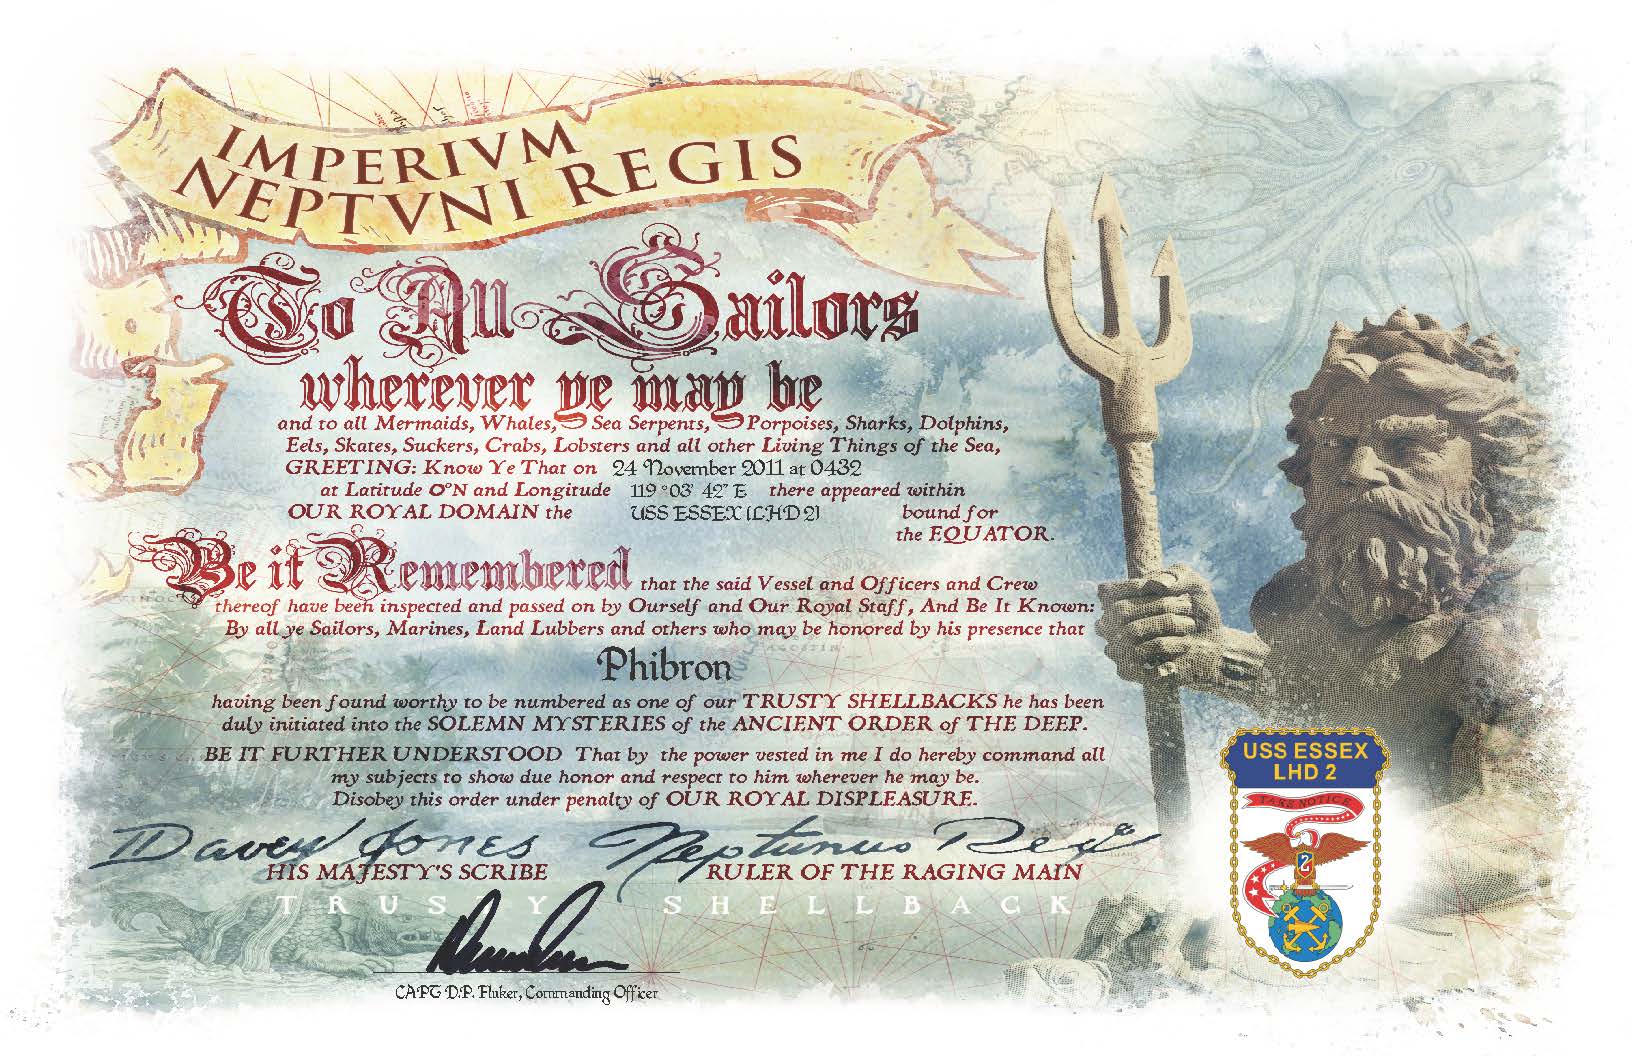 IMPERIVM
NEPTVNI REGIS
To All Sailors
wherever ye may be
and to all Mermaids, Whales, Sea Serpents, Porpoises, Sharks, Dolphins,
Eels, Skates, Suckers, Crabs, Lobsters and all other Living Things of the Sea,
GREETING: Know Ye That on 24 November 2011 at 0432
at Latitude 0°N and Longitude 119°03' 42" E there appeared within
OUR ROYAL DOMAIN the USS ESSEX (LHD 2) bound for
the EQUATOR.
Be it Remembered that the said Vessel and Officers and Crew
thereof have been inspected and passed on by Ourself and Our Royal Staff, And Be It Known:
By all ye Sailors, Marines, Land Lubbers and others who may be honored by his presence that
Phibron
having been found worthy to be numbered as one of our TRUSTY SHELLBACKS he has been
duly initiated into the SOLEMN MYSTERIES of the ANCIENT ORDER of THE DEEP.
BE IT FURTHER UNDERSTOOD That by the power vested in me I do hereby command all
my subjects to show due honor and respect to him wherever he may be.
Disobey this order under penalty of OUR ROYAL DISPLEASURE.
Davey Jones Neptunus Rex
HIS MAJESTY'S SCRIBE RULER OF THE RAGING MAIN
TRUSTY SHELLBACK
CAPT D.P. Fluker, Commanding Officer
USS ESSEX
LHD 2
TAKE NOTICE
2